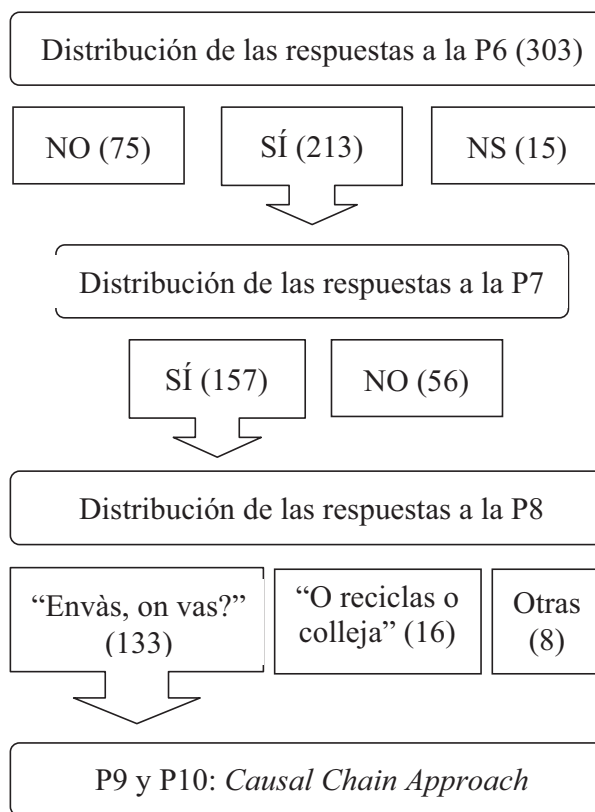 Distribución de las respuestas a la P6 (303)
NO (75)
SÍ (213)
NS (15)
Distribución de las respuestas a la P7
SÍ (157)
NO (56)
Distribución de las respuestas a la P8
“Envàs, on vas?”
(133)
“O reciclas o
colleja” (16)
Otras
(8)
P9 y P10: Causal Chain Approach